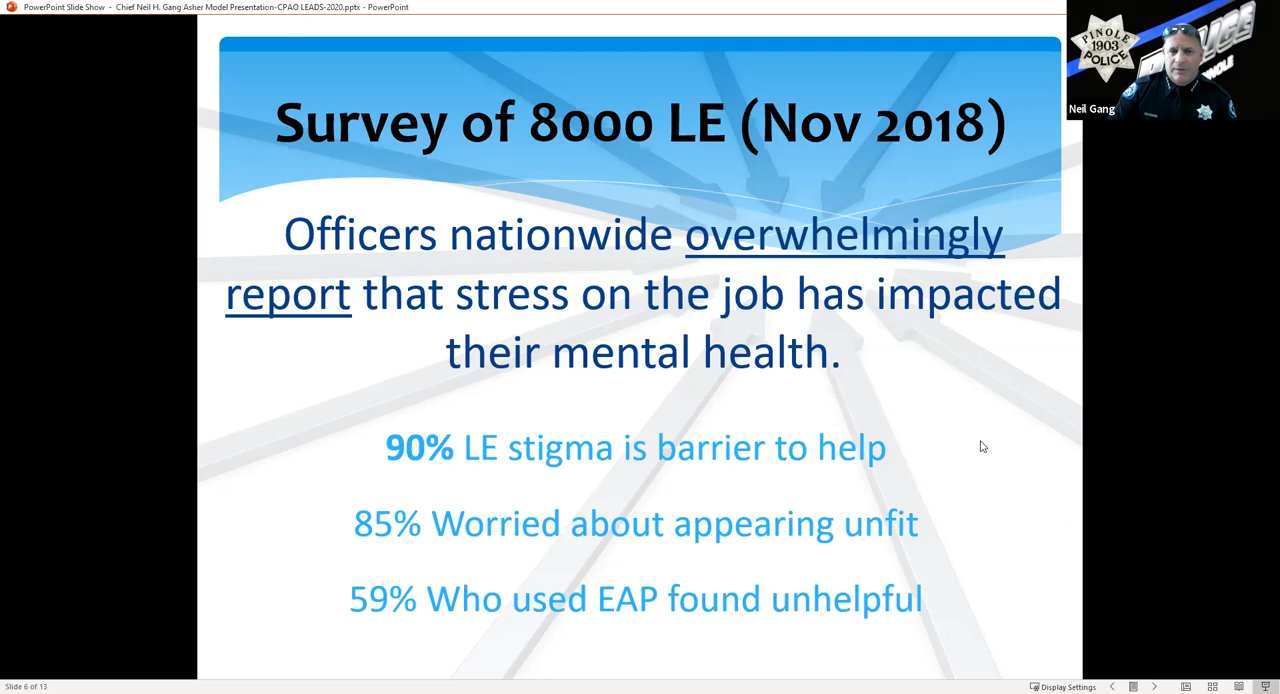 PowerPoint Slide Show - Chief Neil H. Gang Asher Model Presentation-CPAO LEADS-2020.pptx - PowerPoint
PINOLE
1903
POLICE
POLICE
Neil Gang
Survey of 8000 LE (Nov 2018)
Officers nationwide overwhelmingly
report that stress on the job has impacted
their mental health.
90% LE stigma is barrier to help
85% Worried about appearing unfit
59% Who used EAP found unhelpful
Slide 6 of 13
Display Settings